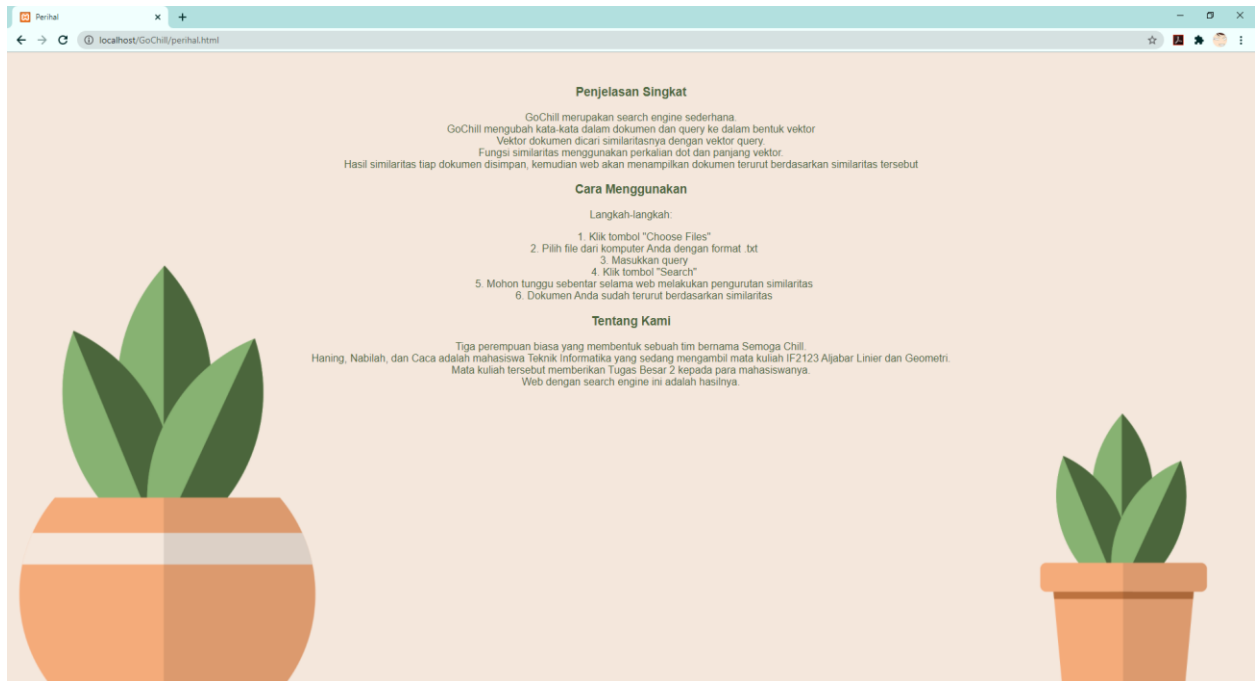 Perihal
localhost/GoChill/perihal.html
Penjelasan Singkat
GoChill merupakan search engine sederhana.
GoChill mengubah kata-kata dalam dokumen dan query ke dalam bentuk vektor
Vektor dokumen dicari similaritasnya dengan vektor query.
Fungsi similaritas menggunakan perkalian dot dan panjang vektor.
Hasil similaritas tiap dokumen disimpan, kemudian web akan menampilkan dokumen terurut berdasarkan similaritas tersebut
Cara Menggunakan
Langkah-langkah:
1. Klik tombol "Choose Files"
2. Pilih file dari komputer Anda dengan format .txt
3. Masukkan query
4. Klik tombol "Search"
5. Mohon tunggu sebentar selama web melakukan pengurutan similaritas
6. Dokumen Anda sudah terurut berdasarkan similaritas
Tentang Kami
Tiga perempuan biasa yang membentuk sebuah tim bernama Semoga Chill.
Haning, Nabilah, dan Caca adalah mahasiswa Teknik Informatika yang sedang mengambil mata kuliah IF2123 Aljabar Linier dan Geometri.
Mata kuliah tersebut memberikan Tugas Besar 2 kepada para mahasiswanya.
Web dengan search engine ini adalah hasilnya.